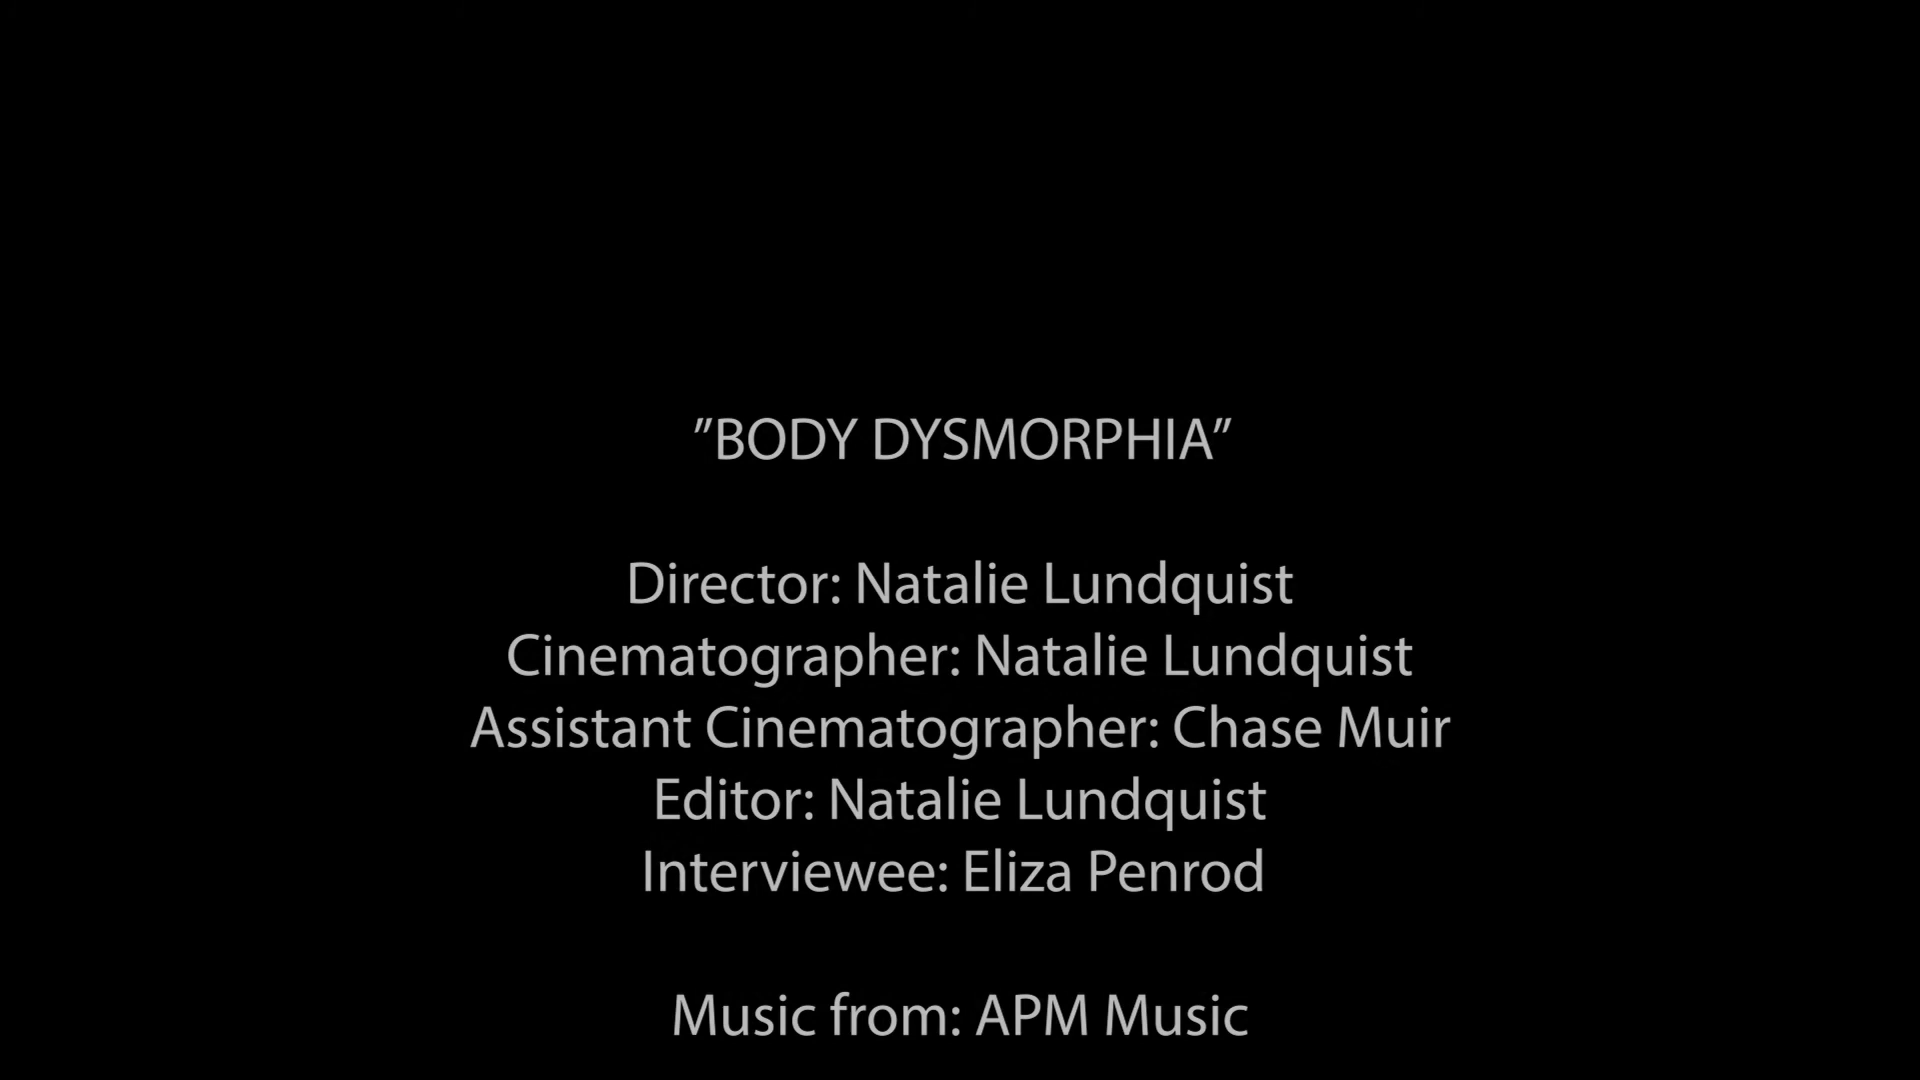 ”BODY DYSMORPHIA”
Director: Natalie Lundquist
Cinematographer: Natalie Lundquist
Assistant Cinematographer: Chase Muir
Editor: Natalie Lundquist
Interviewee: Eliza Penrod
Music from: APM Music